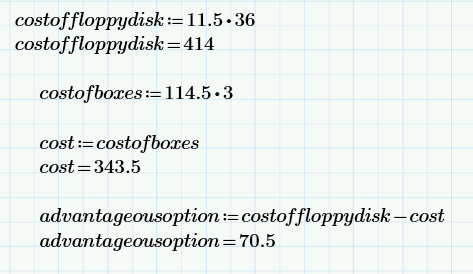 costoffloppydisk := 11.5 • 36
costoffloppydisk = 414
costofboxes := 114.5 • 3
cost := costofboxes
cost = 343.5
advantageousoption := costoffloppydisk − cost
advantageousoption = 70.5